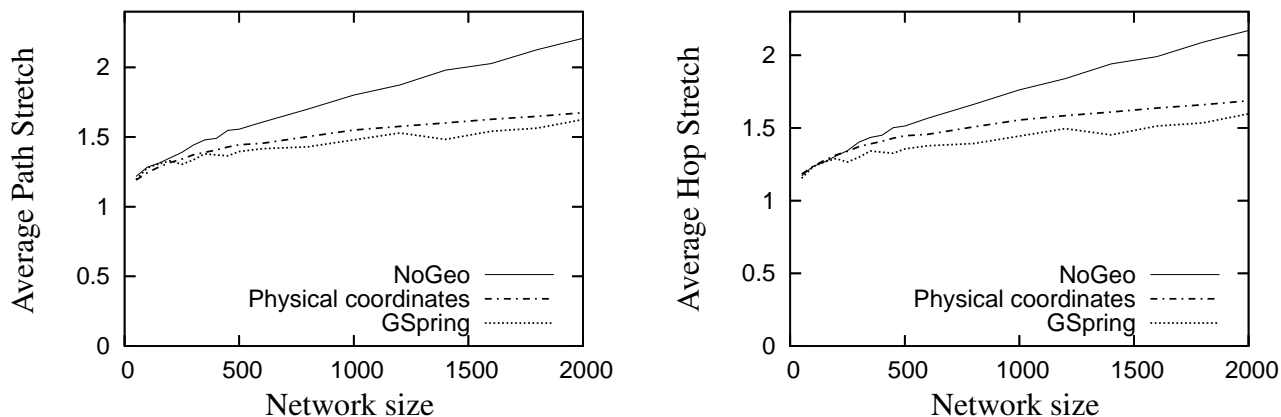 Average Path Stretch
2
1.5
1
0.5
0
NoGeo
Physical coordinates
GSpring
0 500 1000 1500 2000
Network size
Average Hop Stretch
2
1.5
1
0.5
0
NoGeo
Physical coordinates
GSpring
0 500 1000 1500 2000
Network size